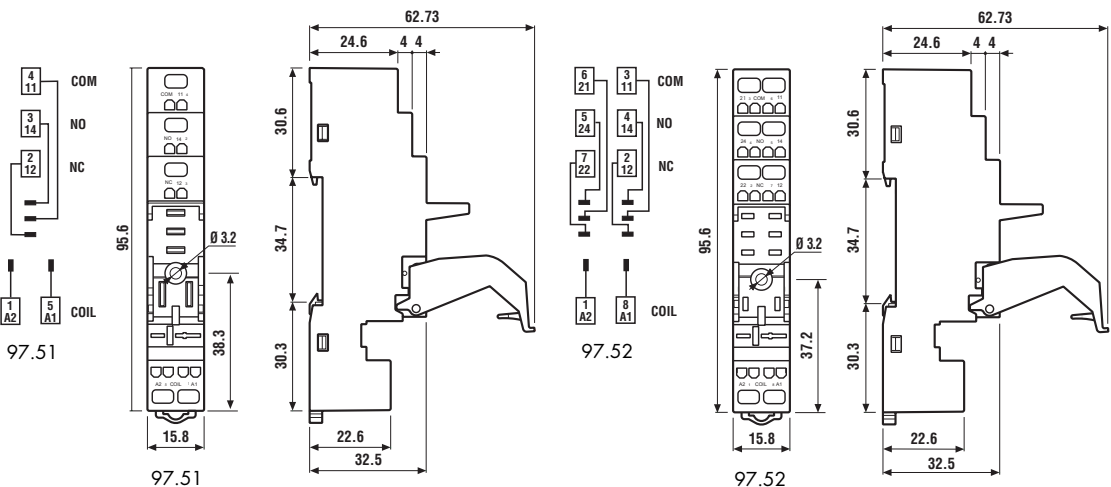 4
11
COM
3
14
NO
2
12
NC
1
A2
5
A1
COIL
97.51
95.6
COM 11
NO 14
NC 12
Ø 3.2
38.3
A2 COIL A1
15.8
97.51
62.73
24.6 4 4
30.6
34.7
30.3
22.6
32.5
6
21
3
11
COM
5
24
4
14
NO
7
22
2
12
NC
1
A2
8
A1
COIL
97.52
95.6
21 COM 11
24 NO 14
22 NC 12
Ø 3.2
37.2
A2 COIL A1
15.8
97.52
62.73
24.6 4 4
30.6
34.7
30.3
22.6
32.5